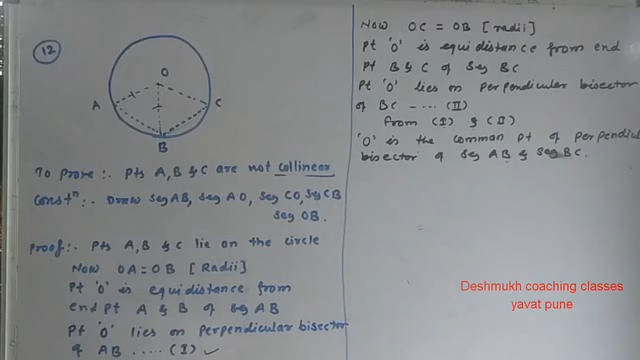 12
O
A
C
B
To prove :- Pts A, B & C are not collinear
Constⁿ :- Draw seg AB, seg AO, seg CO, seg CB
seg OB.
Proof :- Pts A, B & C lie on the circle
Now OA = OB [Radii]
Pt 'O' is equidistance from
end pt A & B of seg AB
Pt 'O' lies on perpendicular bisector
of AB ..... (I)
Now OC = OB [radii]
Pt 'O' is equidistance from end
pt B & C of seg BC
Pt 'O' lies on perpendicular bisector
of BC ---- (II)
from (I) & (II)
'O' is the common pt of perpendic
bisector of seg AB & seg BC.
Deshmukh coaching classes
yavat pune